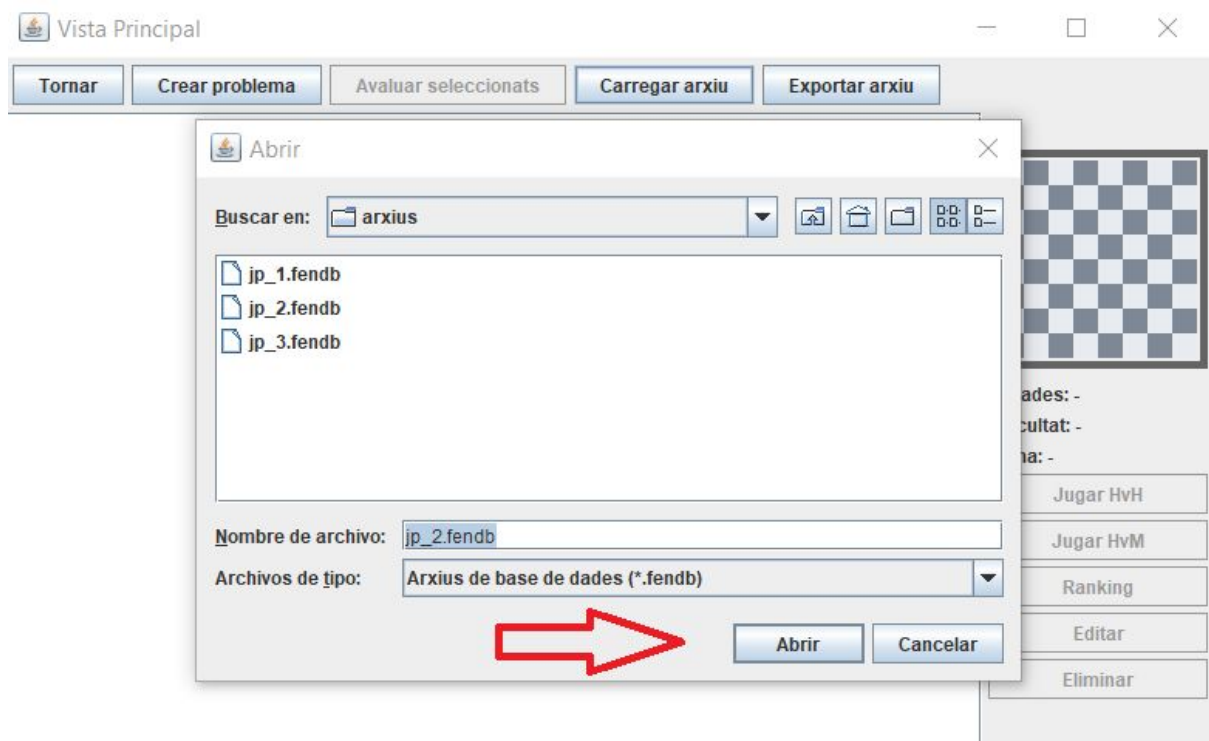 Vista Principal
Tornar Crear problema Avaluar seleccionats Carregar arxiu Exportar arxiu
Abrir
Buscar en: arxius
jp_1.fendb
jp_2.fendb
jp_3.fendb
ades: -
cultat: -
na: -
Jugar HvH
Nombre de archivo: jp_2.fendb
Jugar HvM
Archivos de tipo: Arxius de base de dades (*.fendb)
Ranking
Abrir Cancelar
Editar
Eliminar